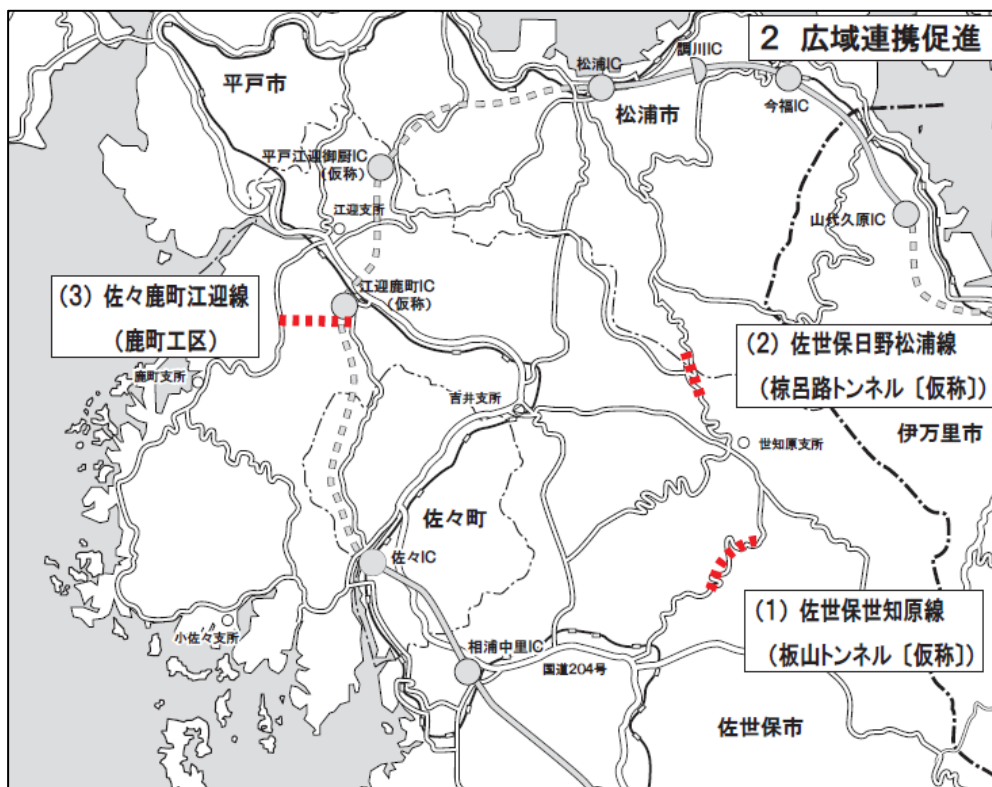 2 広域連携促進
調川IC
松浦IC
今福IC
平戸市
松浦市
平戸江迎御厨IC
(仮称)
山代久原IC
江迎支所
(3) 佐々鹿町江迎線
(鹿町工区)
江迎鹿町IC
(仮称)
鹿町支所
(2) 佐世保日野松浦線
(椋呂路トンネル〔仮称〕)
吉井支所
世知原支所
伊万里市
佐々町
佐々IC
(1) 佐世保世知原線
(板山トンネル〔仮称〕)
小佐々支所
相浦中里IC
国道204号
佐世保市